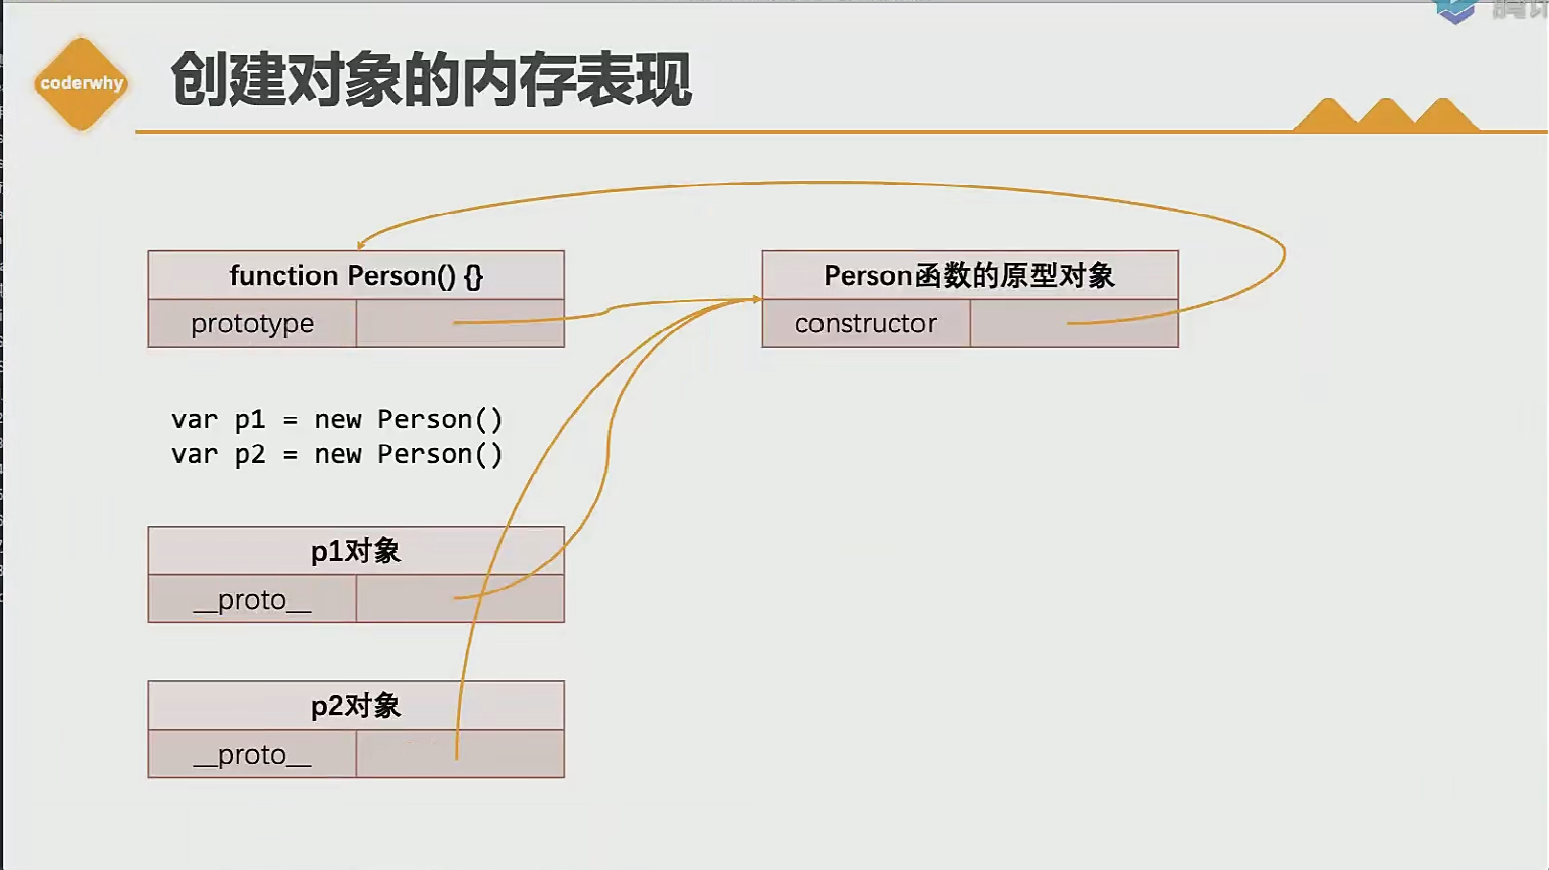 coderwhy
创建对象的内存表现
function Person() {}
prototype
Person函数的原型对象
constructor
var p1 = new Person()
var p2 = new Person()
p1对象
__proto__
p2对象
__proto__